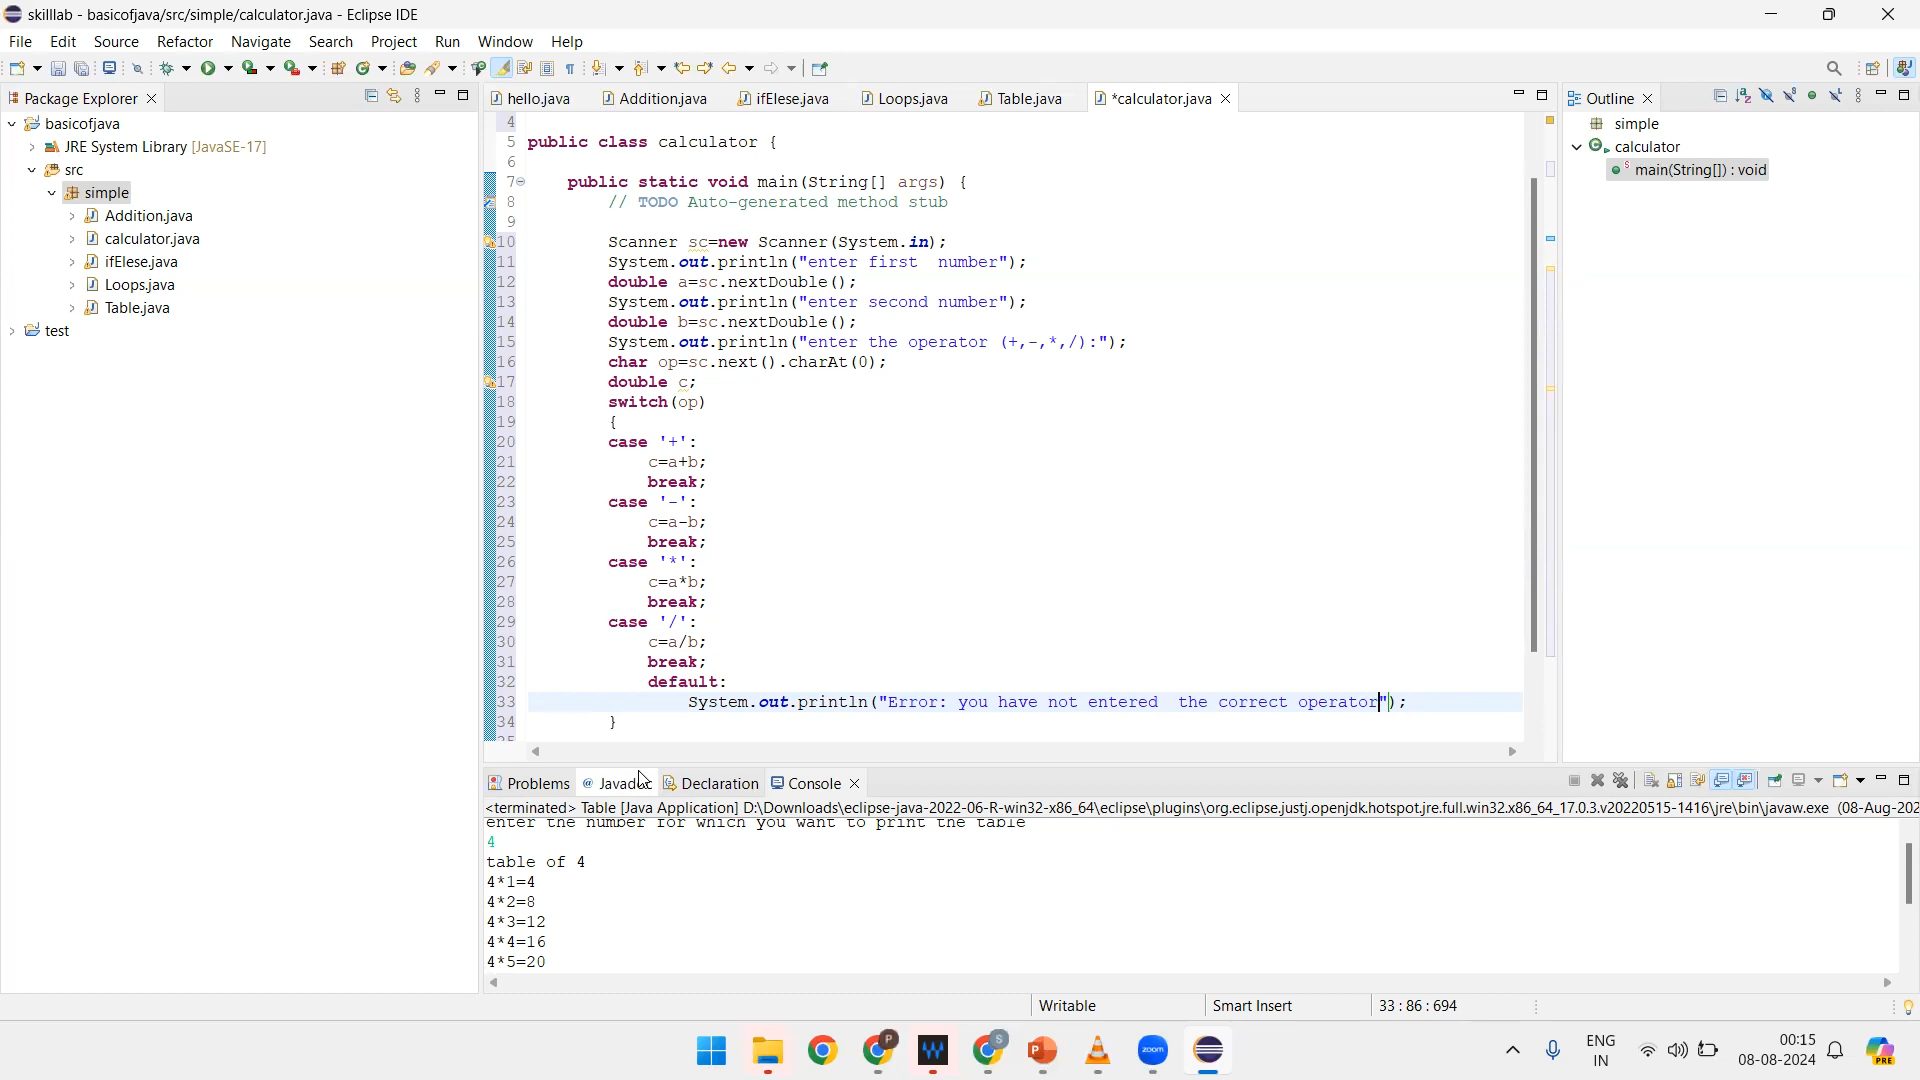 skilllab - basicofjava/src/simple/calculator.java - Eclipse IDE
File Edit Source Refactor Navigate Search Project Run Window Help
Package Explorer
basicofjava
JRE System Library [JavaSE-17]
src
simple
Addition.java
calculator.java
ifElese.java
Loops.java
Table.java
test
hello.java Addition.java ifElese.java Loops.java Table.java *calculator.java
4
5 public class calculator {
6
7 public static void main(String[] args) {
8 // TODO Auto-generated method stub
9
10 Scanner sc=new Scanner(System.in);
11 System.out.println("enter first  number");
12 double a=sc.nextDouble();
13 System.out.println("enter second number");
14 double b=sc.nextDouble();
15 System.out.println("enter the operator (+,-,*,/):");
16 char op=sc.next().charAt(0);
17 double c;
18 switch(op)
19 {
20 case '+':
21 c=a+b;
22 break;
23 case '-':
24 c=a-b;
25 break;
26 case '*':
27 c=a*b;
28 break;
29 case '/':
30 c=a/b;
31 break;
32 default:
33 System.out.println("Error: you have not entered  the correct operator");
34 }
Outline
simple
calculator
main(String[]) : void
Problems Javadoc Declaration Console
<terminated> Table [Java Application] D:\Downloads\eclipse-java-2022-06-R-win32-x86_64\eclipse\plugins\org.eclipse.justj.openjdk.hotspot.jre.full.win32.x86_64_17.0.3.v20220515-1416\jre\bin\javaw.exe (08-Aug-202
enter the number for which you want to print the table
4
table of 4
4*1=4
4*2=8
4*3=12
4*4=16
4*5=20
Writable Smart Insert 33 : 86 : 694
P
S
zoom
ENG
IN
00:15
08-08-2024
PRE